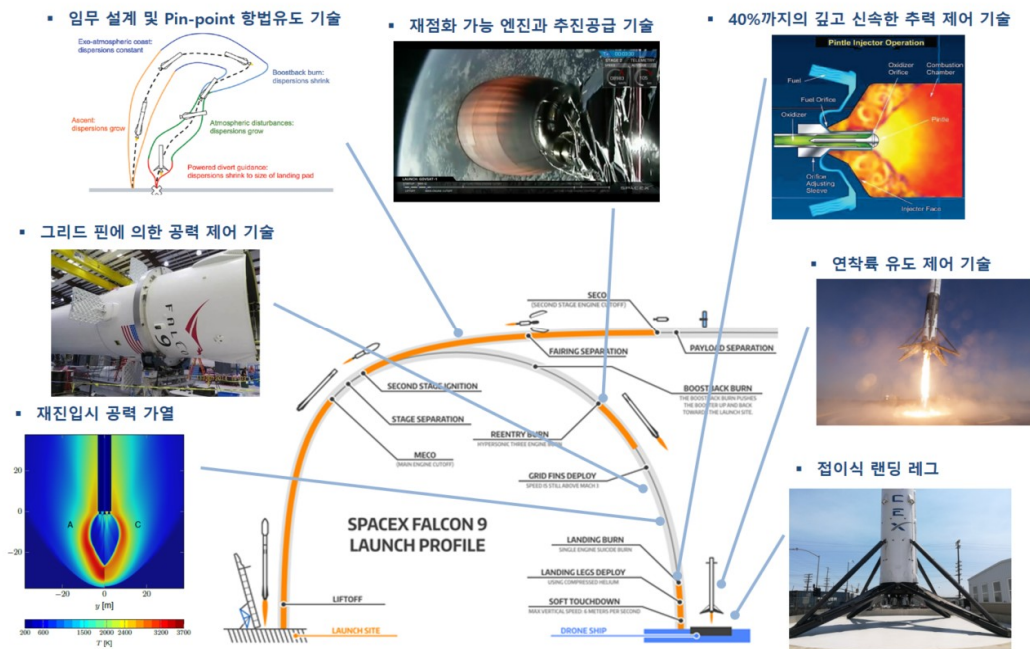 임무 설계 및 Pin-point 항법유도 기술
Exo-atmospheric coast:
dispersions constant
Boostback burn:
dispersions shrink
Ascent:
dispersions grow
Atmospheric disturbances:
dispersions grow
Powered divert guidance:
dispersions shrink to size of landing pad
재점화 가능 엔진과 추진공급 기술
40%까지의 깊고 신속한 추력 제어 기술
Pintle Injector Operation
Fuel
Oxidizer
Orifice
Combustion
Chamber
Fuel Orifice
Oxidizer
Pintle
Orifice
Adjusting
Sleeve
Injector Face
그리드 핀에 의한 공력 제어 기술
FALCON 9
연착륙 유도 제어 기술
재진입시 공력 가열
20
0
-20
A
C
-20
0
20
y [m]
200
600
1500
2000
2400
3200
3700
T [K]
SECO
(SECOND STAGE ENGINE CUTOFF)
FAIRING SEPARATION
PAYLOAD SEPARATION
SECOND STAGE IGNITION
BOOSTBACK BURN
THE BOOSTBACK BURN PUSHES
THE BOOSTER UP AND BACK
TOWARD THE LAUNCH SITE.
STAGE SEPARATION
REENTRY BURN
HYPERSONIC THREE ENGINE BURN
MECO
(MAIN ENGINE CUTOFF)
GRID FINS DEPLOY
SPEED IS STILL ABOVE MACH 3
SPACEX FALCON 9
LAUNCH PROFILE
LANDING BURN
SINGLE ENGINE SUICIDE BURN
LANDING LEGS DEPLOY
USING COMPRESSED HELIUM
LIFTOFF
SOFT TOUCHDOWN
MAX VERTICAL SPEED 6 METERS PER SECOND
LAUNCH SITE
DRONE SHIP
접이식 랜딩 레그
CEX